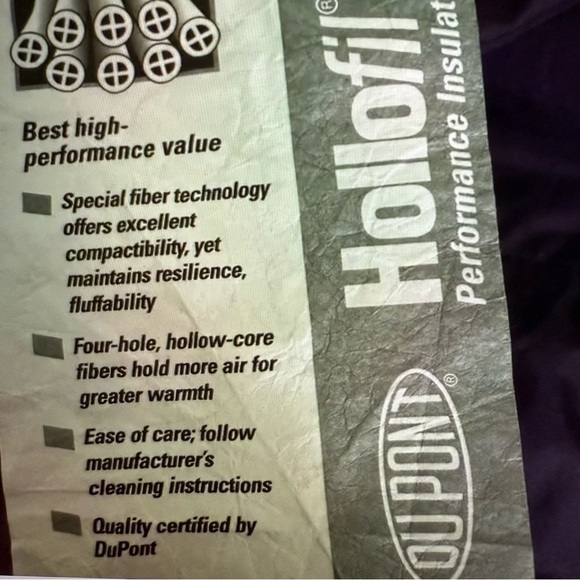 Best high-
performance value
Special fiber technology
offers excellent
compactibility, yet
maintains resilience,
fluffability
Four-hole, hollow-core
fibers hold more air for
greater warmth
Ease of care; follow
manufacturer's
cleaning instructions
Quality certified by
DuPont
Hollofil®
Performance Insulat
DUPONT®